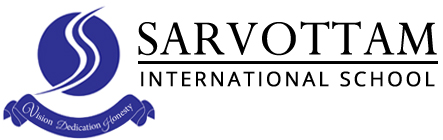 SARVOTTAM
INTERNATIONAL SCHOOL
Vision Dedication Honesty